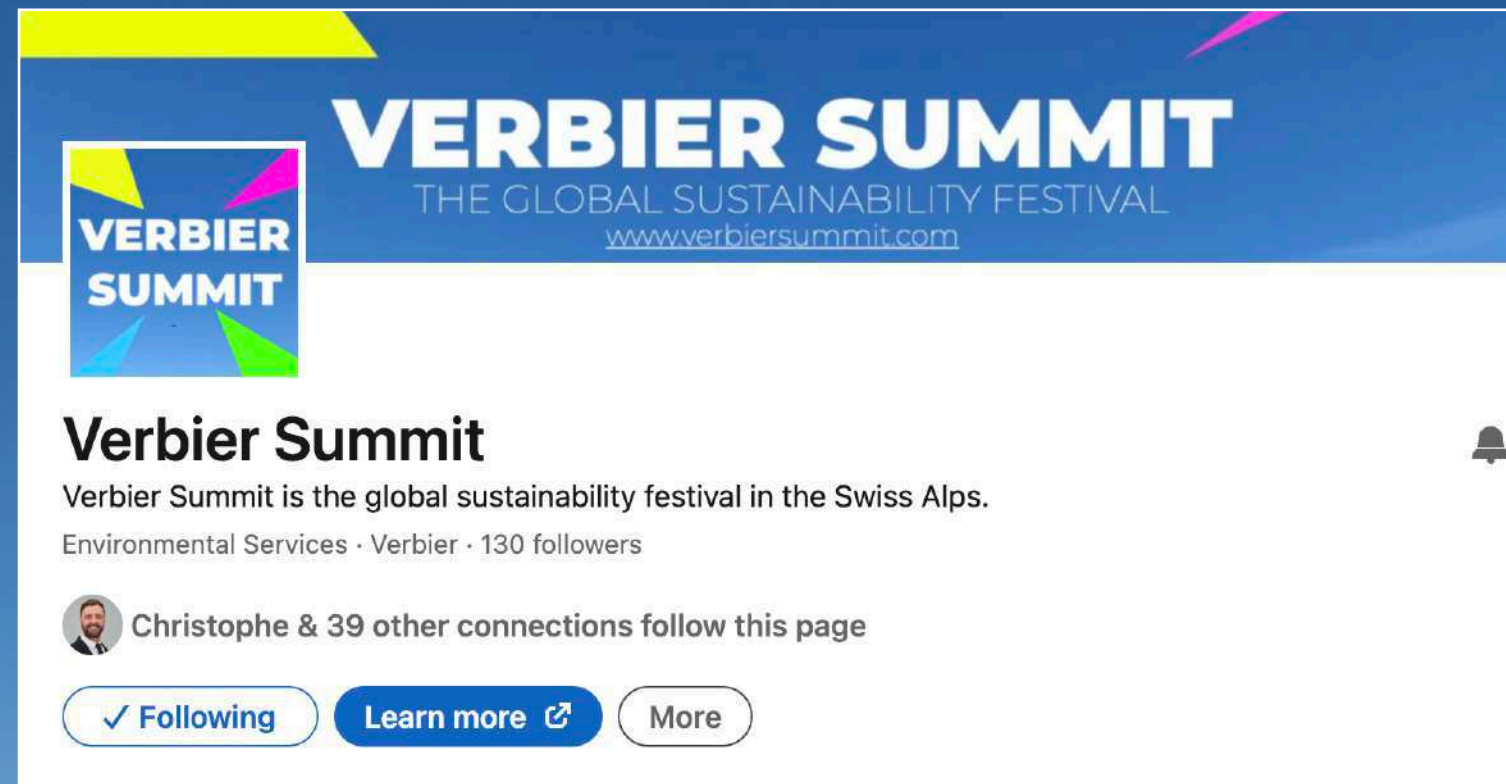 VERBIER SUMMIT
THE GLOBAL SUSTAINABILITY FESTIVAL
www.verbiersummit.com
VERBIER
SUMMIT
Verbier Summit
Verbier Summit is the global sustainability festival in the Swiss Alps.
Environmental Services · Verbier · 130 followers
Christophe & 39 other connections follow this page
✓ Following
Learn more
More